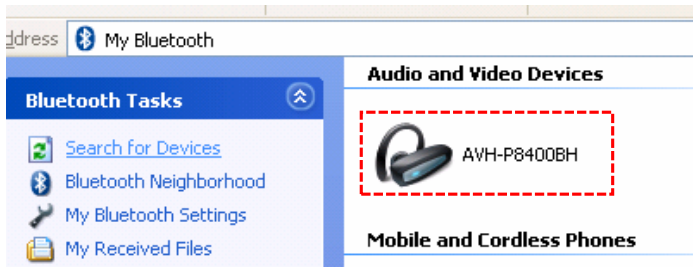 ddress My Bluetooth
Bluetooth Tasks
Search for Devices
Bluetooth Neighborhood
My Bluetooth Settings
My Received Files
Audio and Video Devices
AVH-P8400BH
Mobile and Cordless Phones